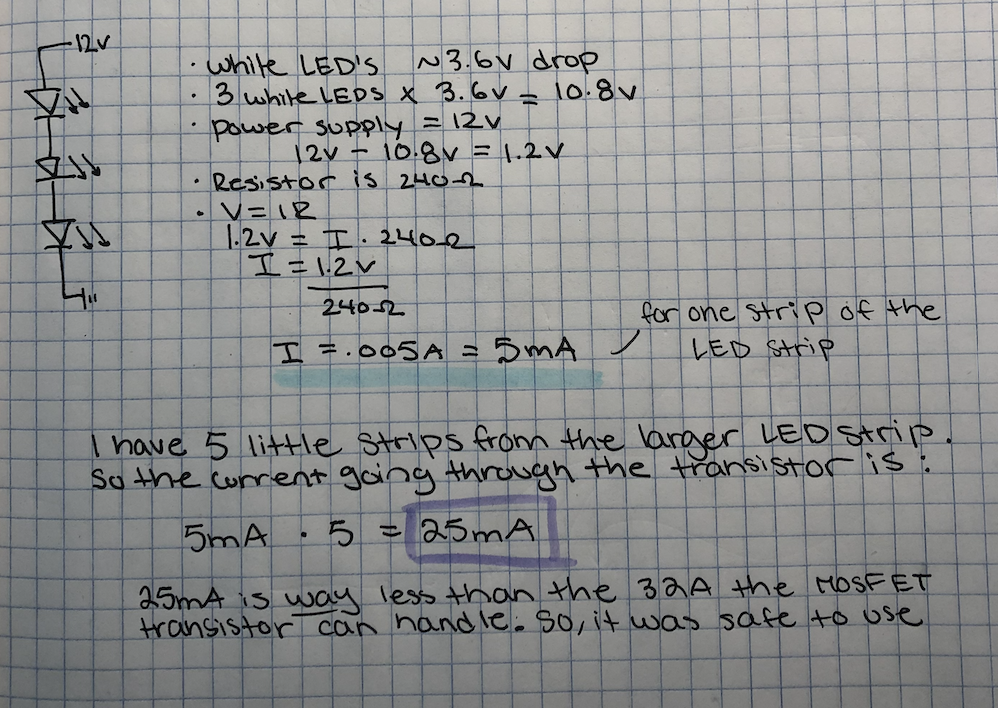 12v
· white LED's ~3.6v drop
· 3 white LEDS x 3.6v = 10.8v
· power supply = 12v
12v - 10.8v = 1.2v
· Resistor is 240Ω
· V = IR
1.2v = I · 240Ω
I = 1.2v
240Ω
for one strip of the
I = .005A = 5mA LED strip
I have 5 little strips from the larger LED strip.
So the current going through the transistor is:
5mA · 5 = 25mA
25mA is way less than the 32A the MOSFET
transistor can handle. So, it was safe to use